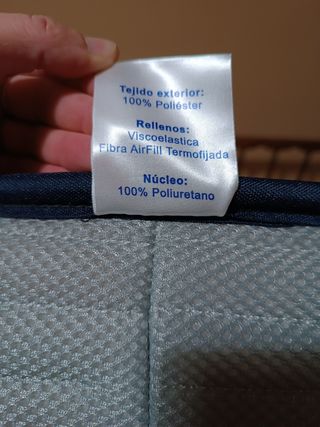 Tejido exterior:
100% Poliéster
Rellenos:
Viscoelastica
Fibra AirFill Termofijada
Núcleo:
100% Poliuretano